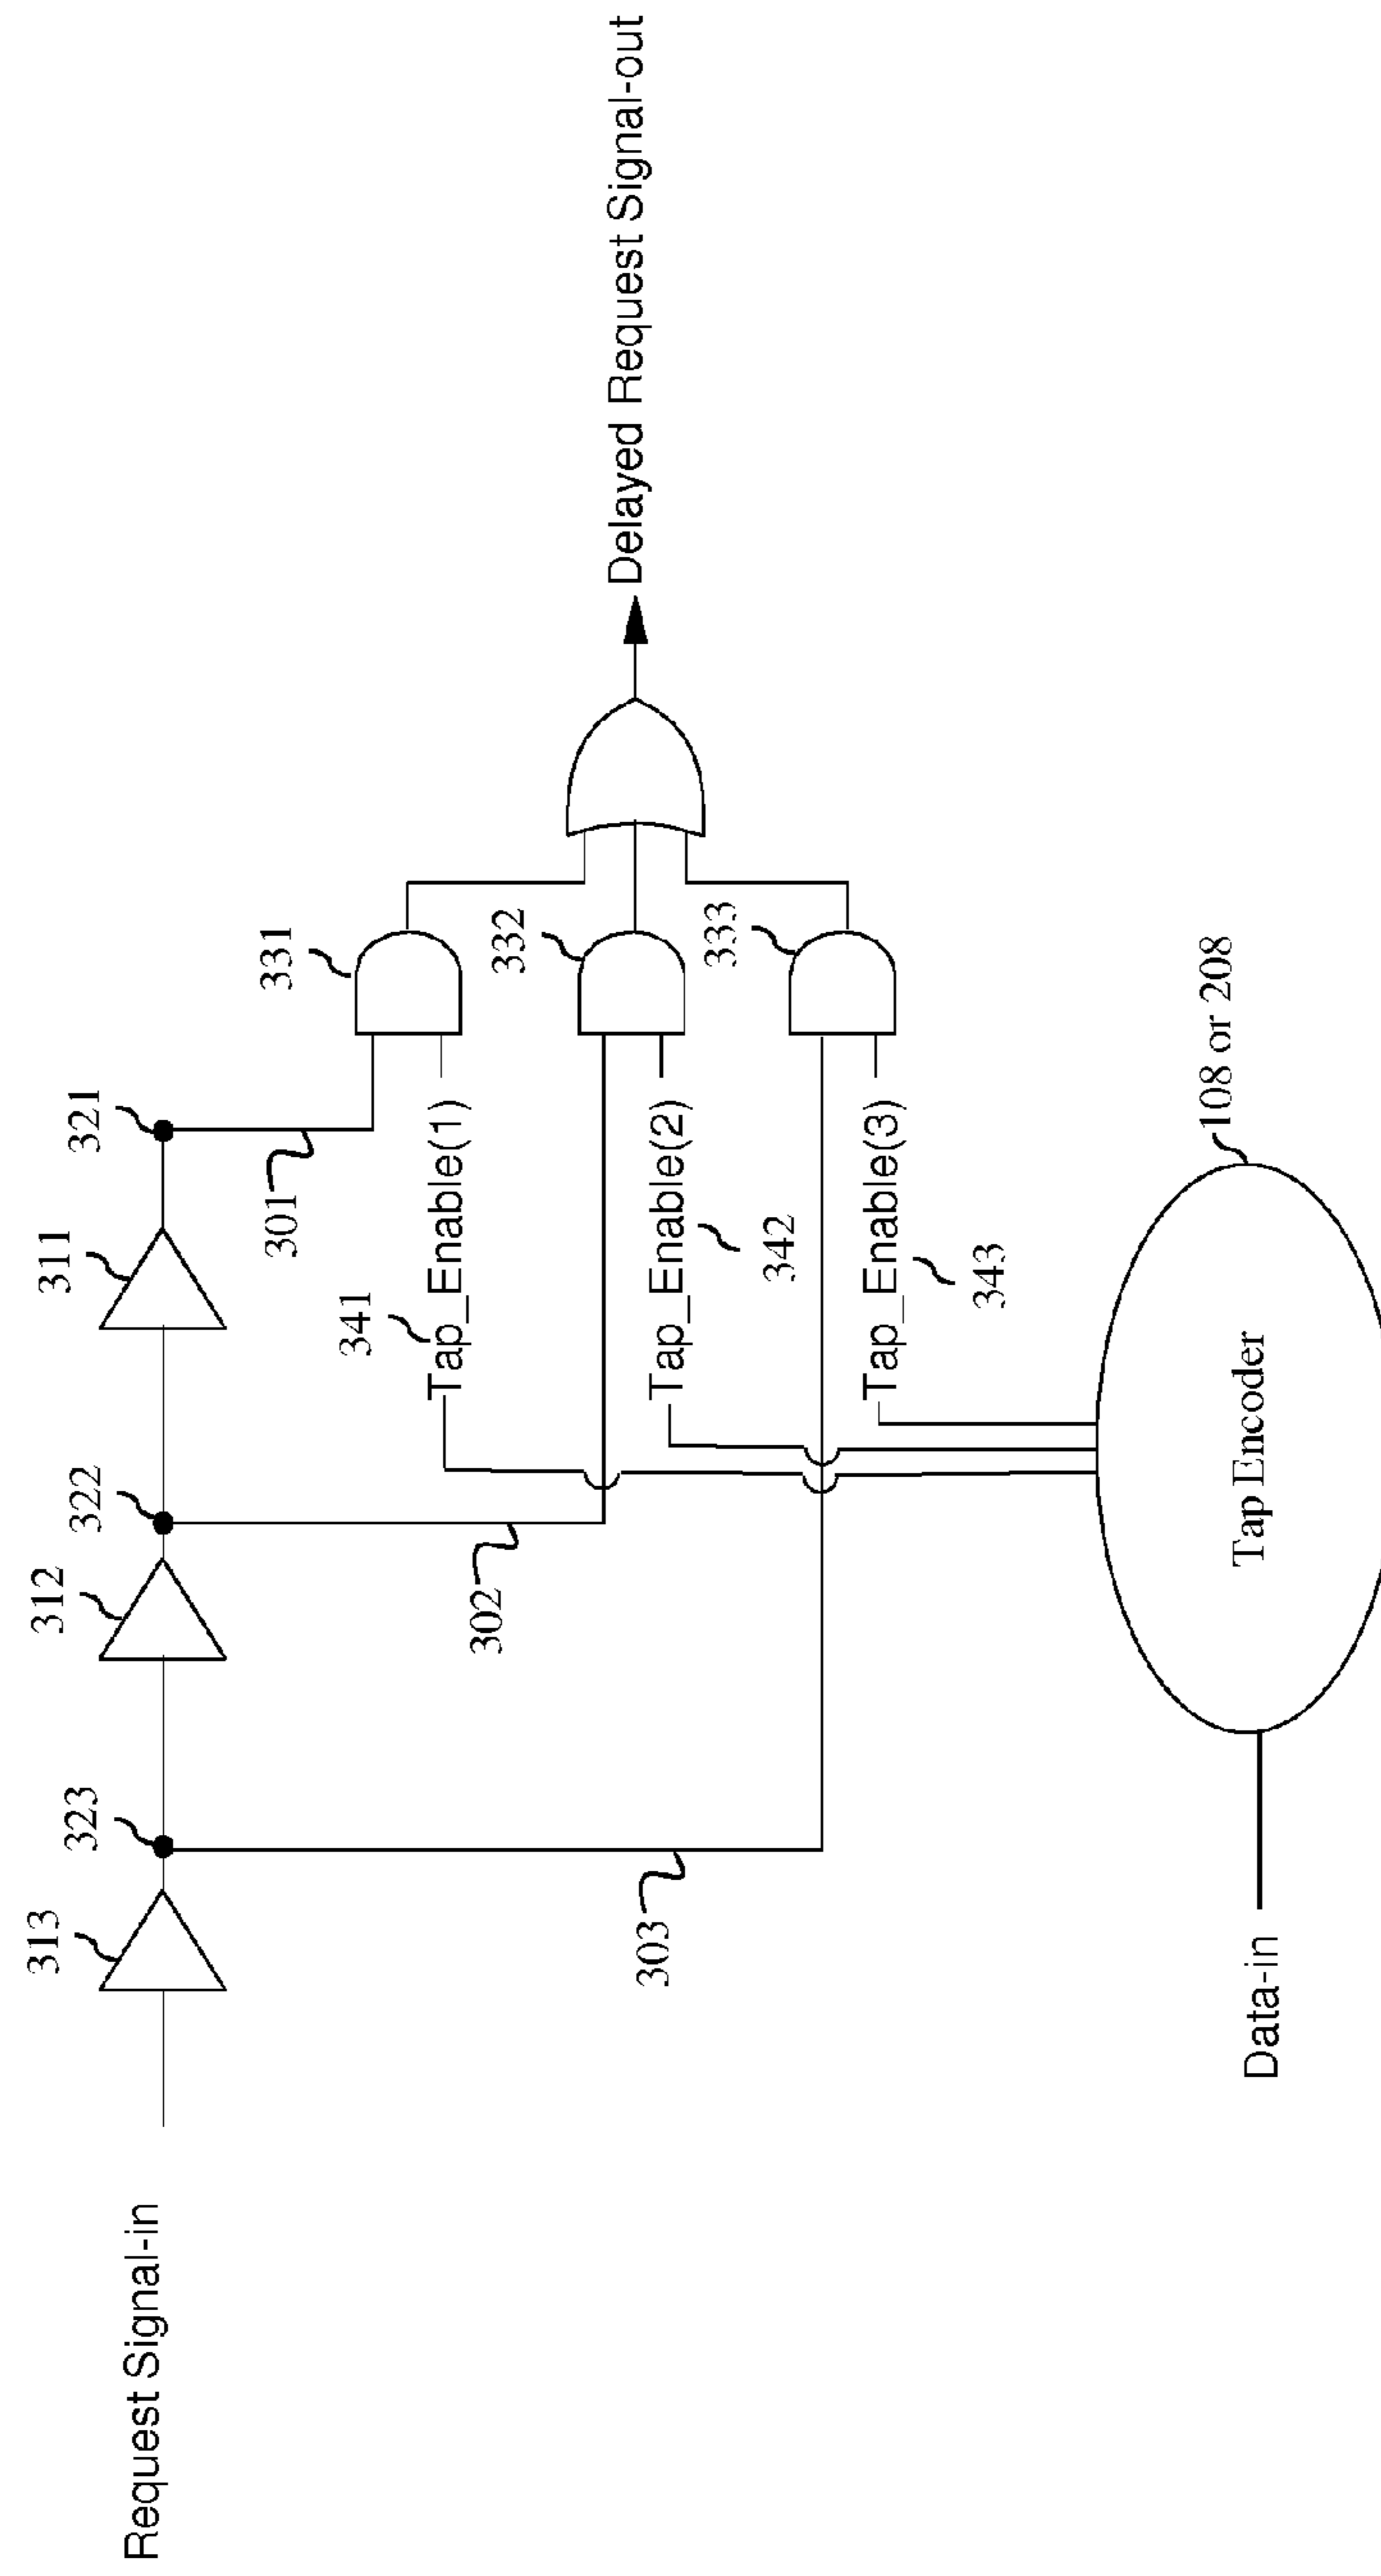 Request Signal-in
313
323
312
322
311
321
303
302
301
341
Tap_Enable(1)
331
Tap_Enable(2)
342
332
Tap_Enable(3)
343
333
Delayed Request Signal-out
Data-in
Tap Encoder
108 or 208